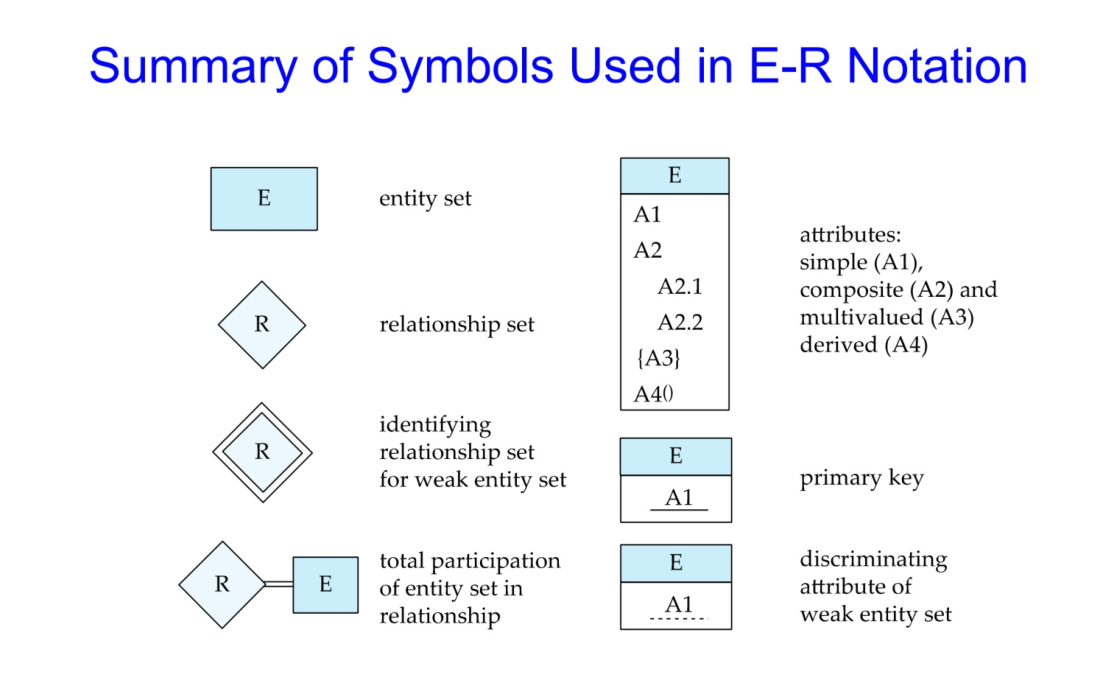 Summary of Symbols Used in E-R Notation
E
entity set
R
relationship set
R
identifying
relationship set
for weak entity set
R
E
total participation
of entity set in
relationship
E
A1
A2
A2.1
A2.2
{A3}
A4()
attributes:
simple (A1),
composite (A2) and
multivalued (A3)
derived (A4)
E
A1
primary key
E
A1
discriminating
attribute of
weak entity set